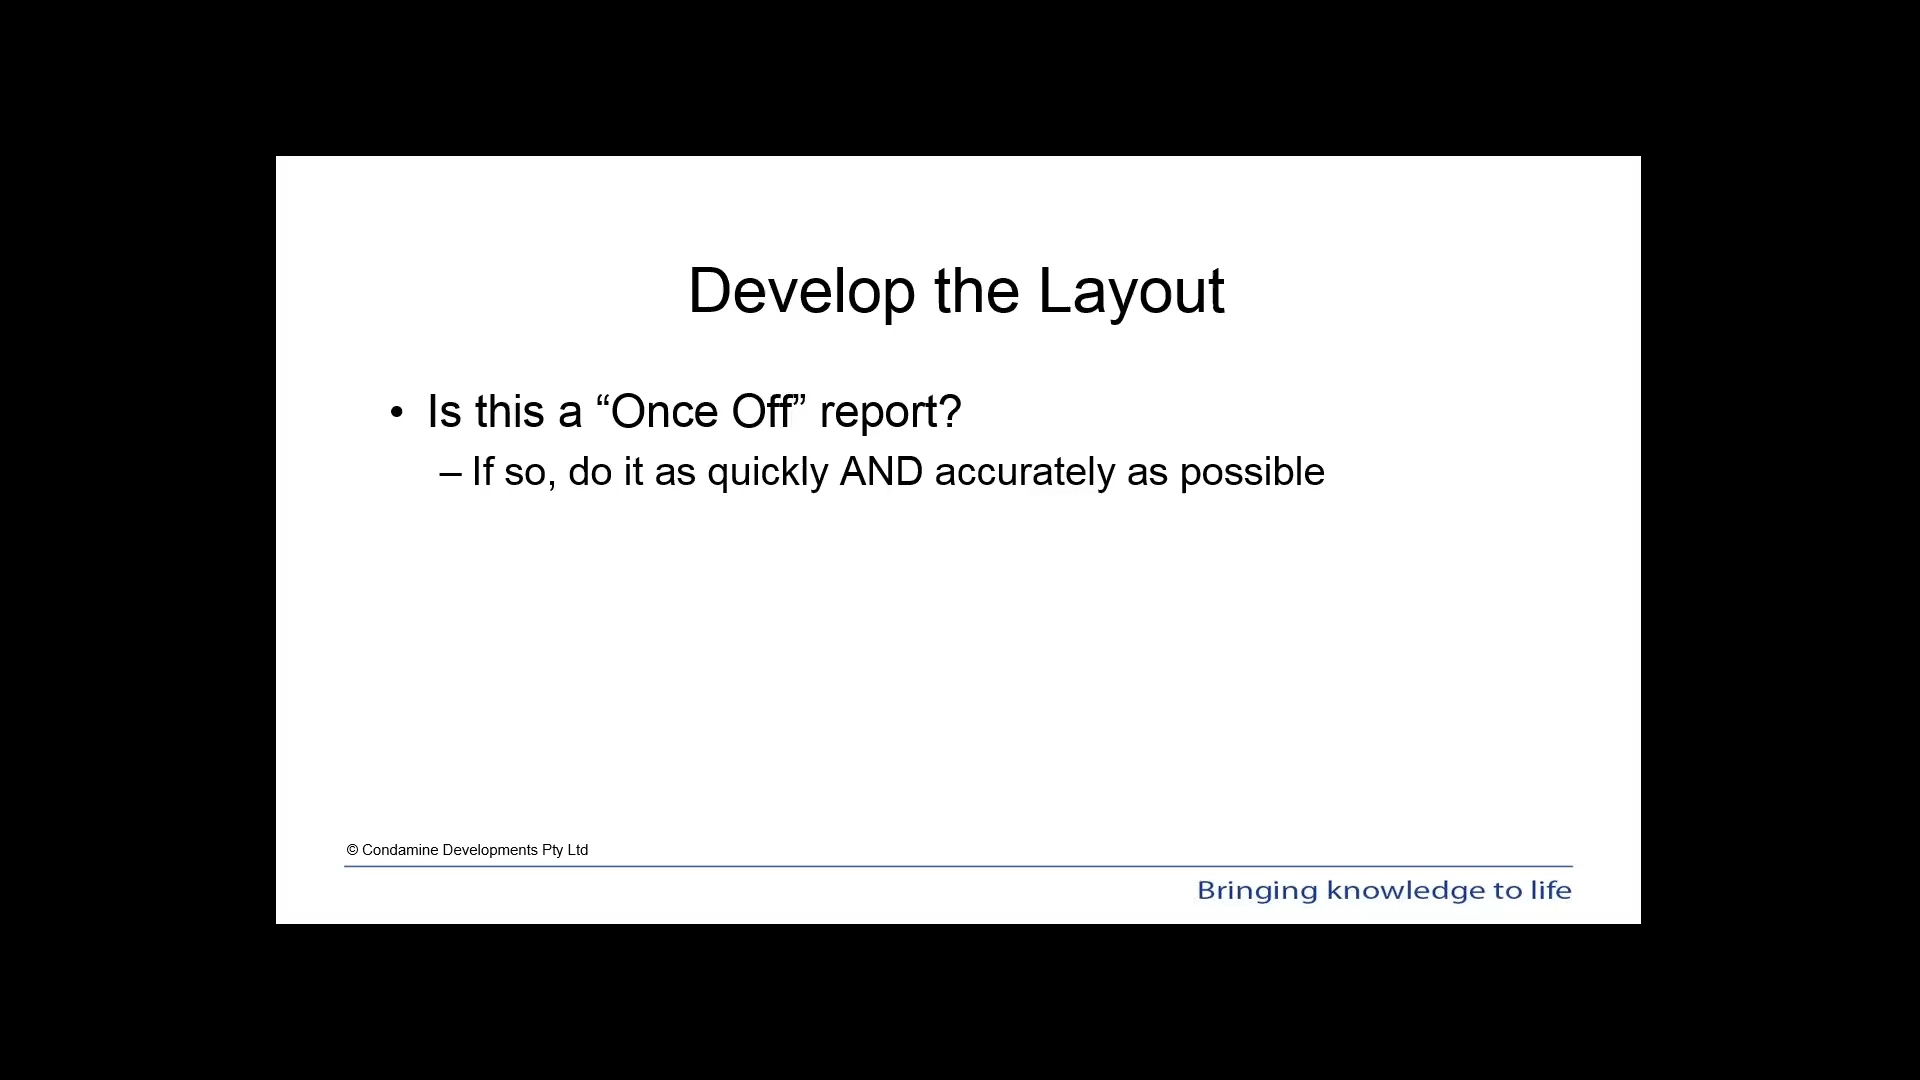 Develop the Layout
• Is this a “Once Off” report?
– If so, do it as quickly AND accurately as possible
© Condamine Developments Pty Ltd
Bringing knowledge to life